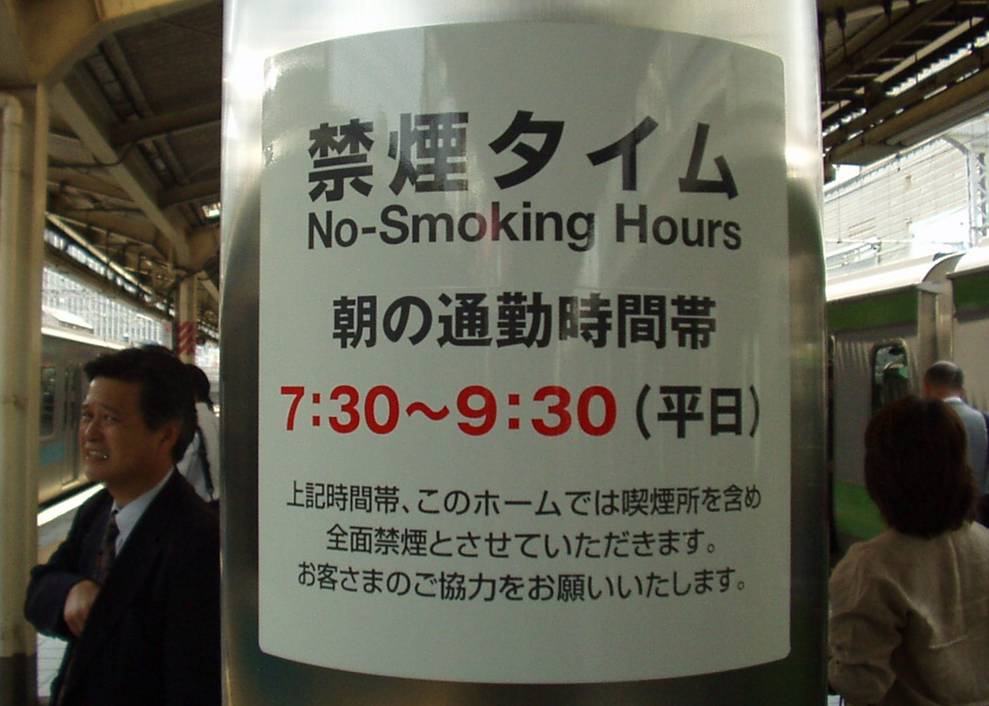 禁煙タイム
No-Smoking Hours
朝の通勤時間帯
7:30～9:30（平日）
上記時間帯、このホームでは喫煙所を含め
全面禁煙とさせていただきます。
お客さまのご協力をお願いいたします。